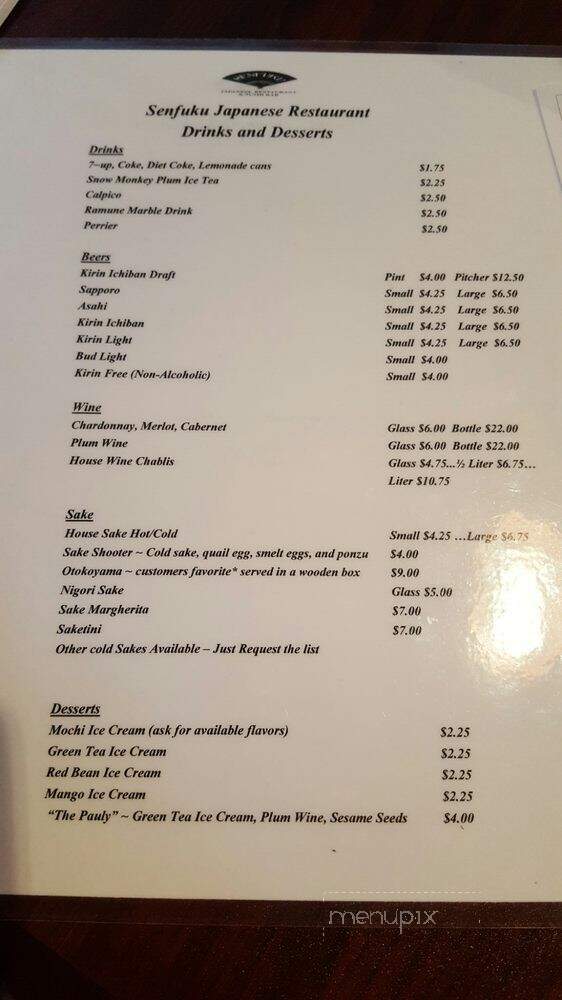 SENFUKU
JAPANESE RESTAURANT
& SUSHI BAR
Senfuku Japanese Restaurant
Drinks and Desserts
Drinks
7~up, Coke, Diet Coke, Lemonade cans $1.75
Snow Monkey Plum Ice Tea $2.25
Calpico $2.50
Ramune Marble Drink $2.50
Perrier $2.50
Beers
Kirin Ichiban Draft Pint $4.00 Pitcher $12.50
Sapporo Small $4.25 Large $6.50
Asahi Small $4.25 Large $6.50
Kirin Ichiban Small $4.25 Large $6.50
Kirin Light Small $4.25 Large $6.50
Bud Light Small $4.00
Kirin Free (Non-Alcoholic) Small $4.00
Wine
Chardonnay, Merlot, Cabernet Glass $6.00 Bottle $22.00
Plum Wine Glass $6.00 Bottle $22.00
House Wine Chablis Glass $4.75...½ Liter $6.75...
Liter $10.75
Sake
House Sake Hot/Cold Small $4.25 ...Large $6.75
Sake Shooter ~ Cold sake, quail egg, smelt eggs, and ponzu $4.00
Otokoyama ~ customers favorite* served in a wooden box $9.00
Nigori Sake Glass $5.00
Sake Margherita $7.00
Saketini $7.00
Other cold Sakes Available – Just Request the list
Desserts
Mochi Ice Cream (ask for available flavors) $2.25
Green Tea Ice Cream $2.25
Red Bean Ice Cream $2.25
Mango Ice Cream $2.25
“The Pauly” ~ Green Tea Ice Cream, Plum Wine, Sesame Seeds $4.00
menupix